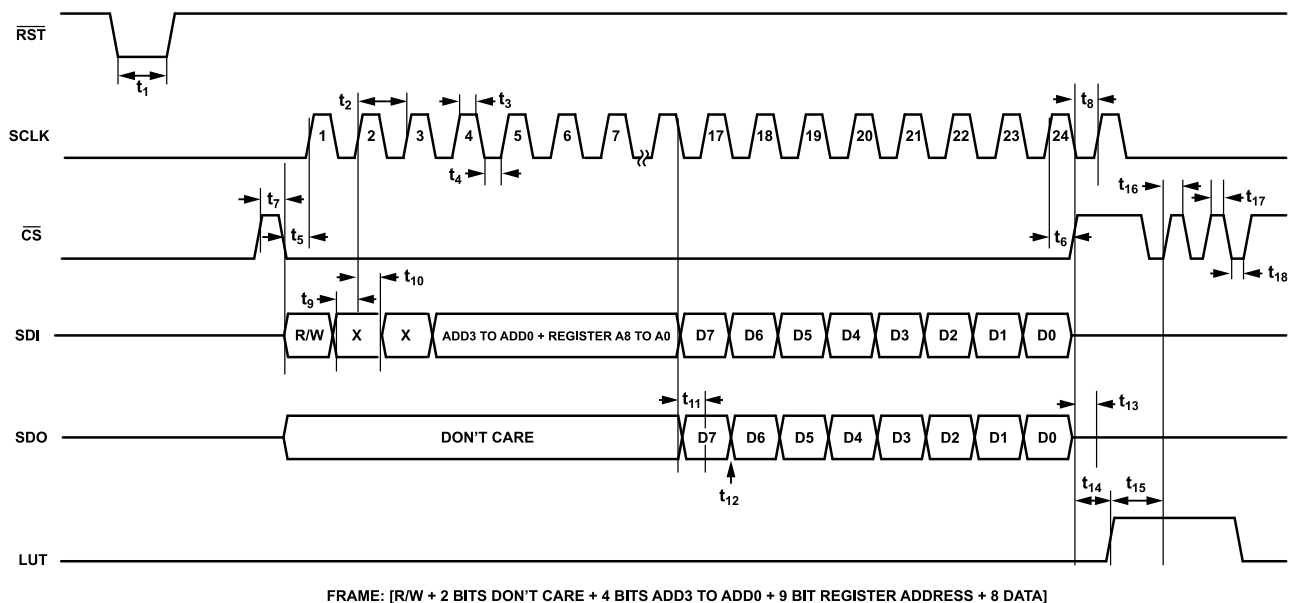 RST
t1
t2
t3
t8
SCLK
1 2 3 4 5 6 7 17 18 19 20 21 22 23 24
t4
t7
t16
t17
CS
t5
t6
t18
t9
t10
SDI
R/W X X ADD3 TO ADD0 + REGISTER A8 TO A0 D7 D6 D5 D4 D3 D2 D1 D0
t11
t13
SDO
DON'T CARE D7 D6 D5 D4 D3 D2 D1 D0
t12
t14
t15
LUT
FRAME: [R/W + 2 BITS DON'T CARE + 4 BITS ADD3 TO ADD0 + 9 BIT REGISTER ADDRESS + 8 DATA]